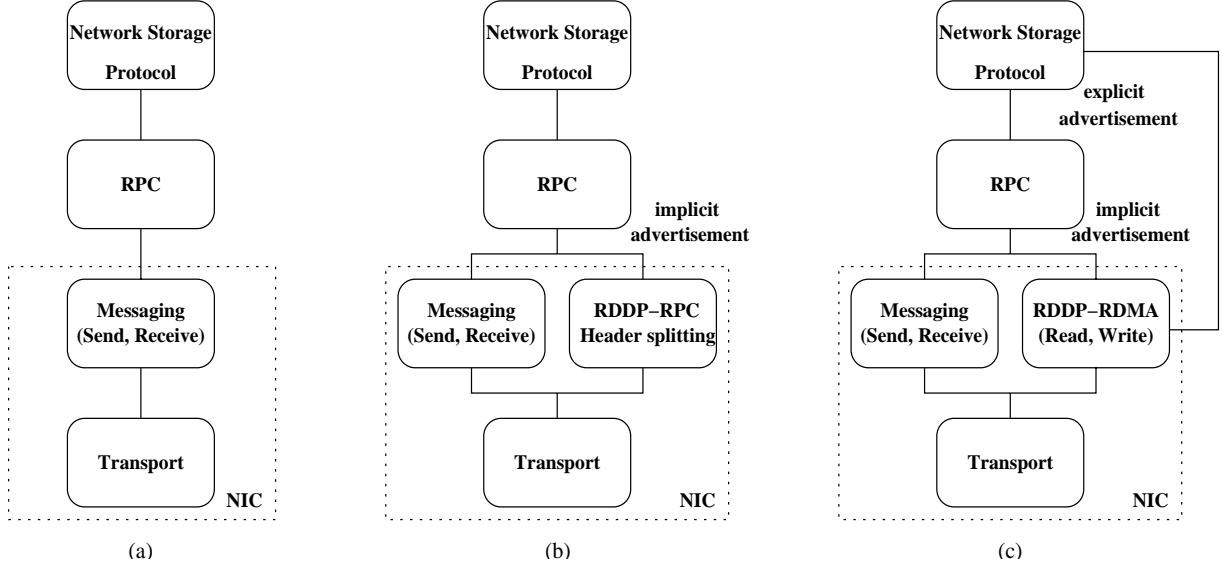 Network Storage
Protocol
RPC
Messaging
(Send, Receive)
Transport
NIC
(a)
Network Storage
Protocol
RPC
implicit
advertisement
Messaging
(Send, Receive)
RDDP−RPC
Header splitting
Transport
NIC
(b)
Network Storage
Protocol
explicit
advertisement
RPC
implicit
advertisement
Messaging
(Send, Receive)
RDDP−RDMA
(Read, Write)
Transport
NIC
(c)